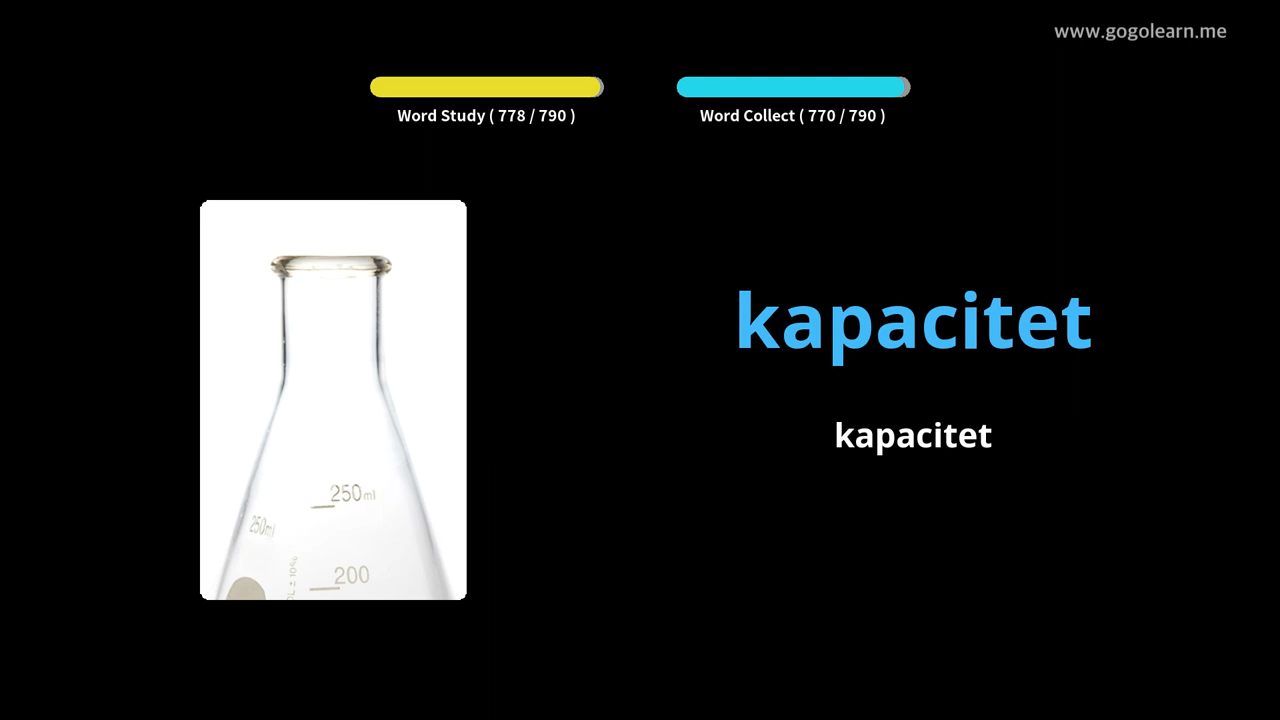 www.gogolearn.me
Word Study ( 778 / 790 )
Word Collect ( 770 / 790 )
kapacitet
kapacitet
250ml
250ml
200